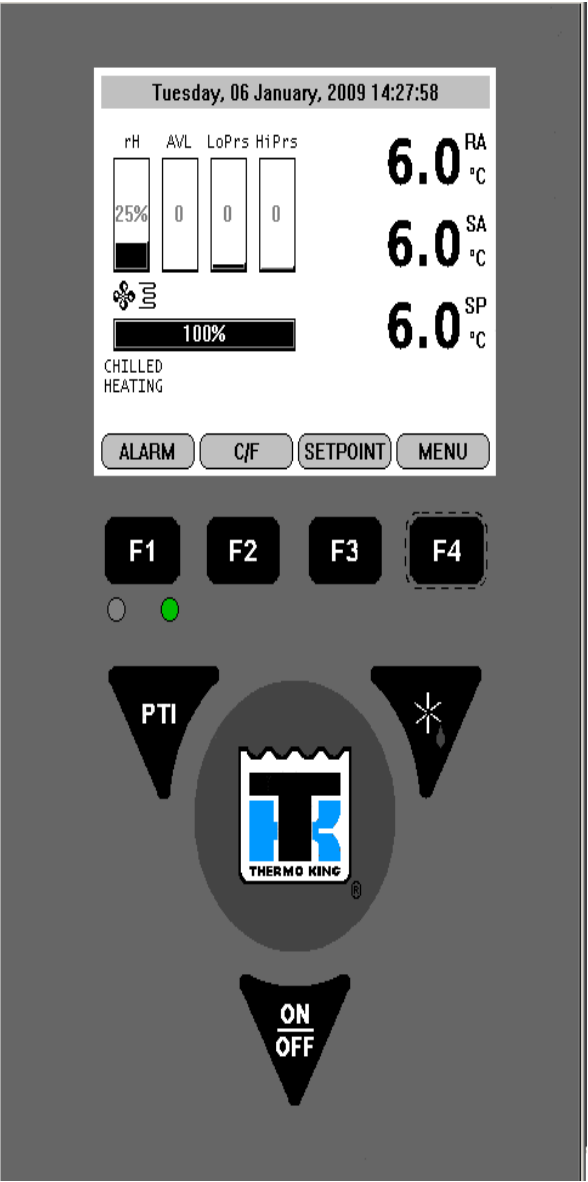 Tuesday, 06 January, 2009 14:27:58
rH AVL LoPrs HiPrs
25% 0 0 0
6.0 RA °C
6.0 SA °C
6.0 SP °C
100%
CHILLED
HEATING
ALARM C/F SETPOINT MENU
F1 F2 F3 F4
PTI
THERMO KING
®
ON
OFF